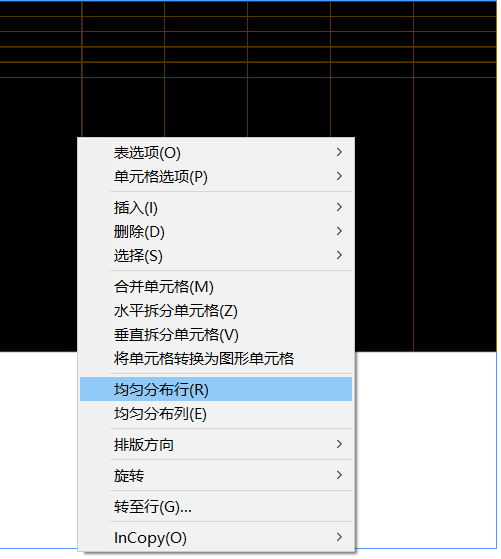 表选项(O)
单元格选项(P)
插入(I)
删除(D)
选择(S)
合并单元格(M)
水平拆分单元格(Z)
垂直拆分单元格(V)
将单元格转换为图形单元格
均匀分布行(R)
均匀分布列(E)
排版方向
旋转
转至行(G)...
InCopy(O)